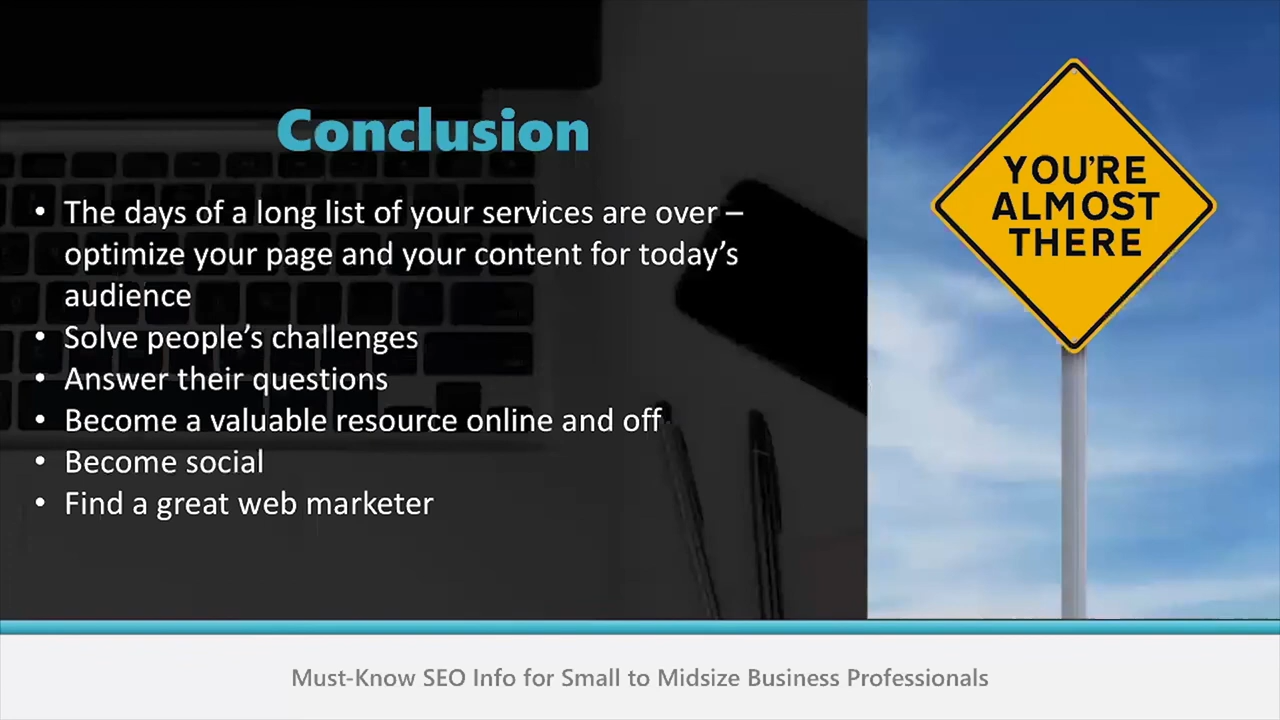 Conclusion
• The days of a long list of your services are over –
optimize your page and your content for today’s
audience
• Solve people’s challenges
• Answer their questions
• Become a valuable resource online and off
• Become social
• Find a great web marketer
YOU’RE
ALMOST
THERE
Must-Know SEO Info for Small to Midsize Business Professionals